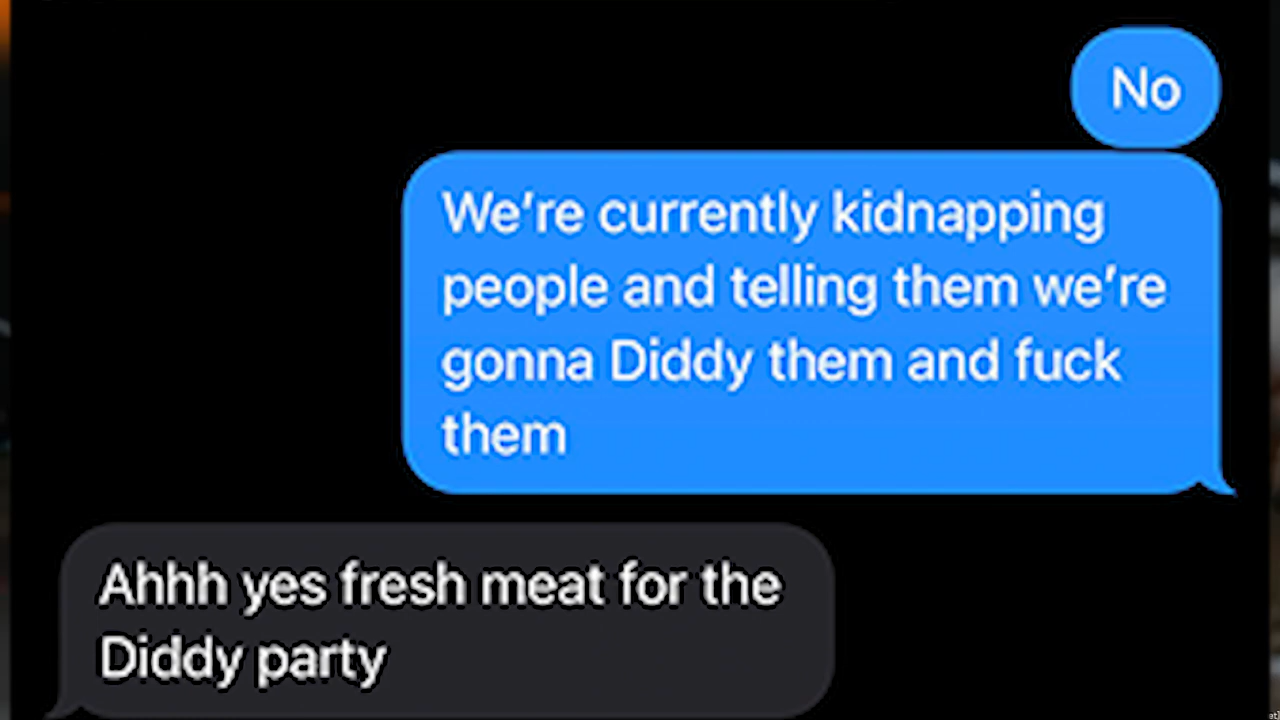 No
We’re currently kidnapping
people and telling them we’re
gonna Diddy them and fuck
them
Ahhh yes fresh meat for the
Diddy party